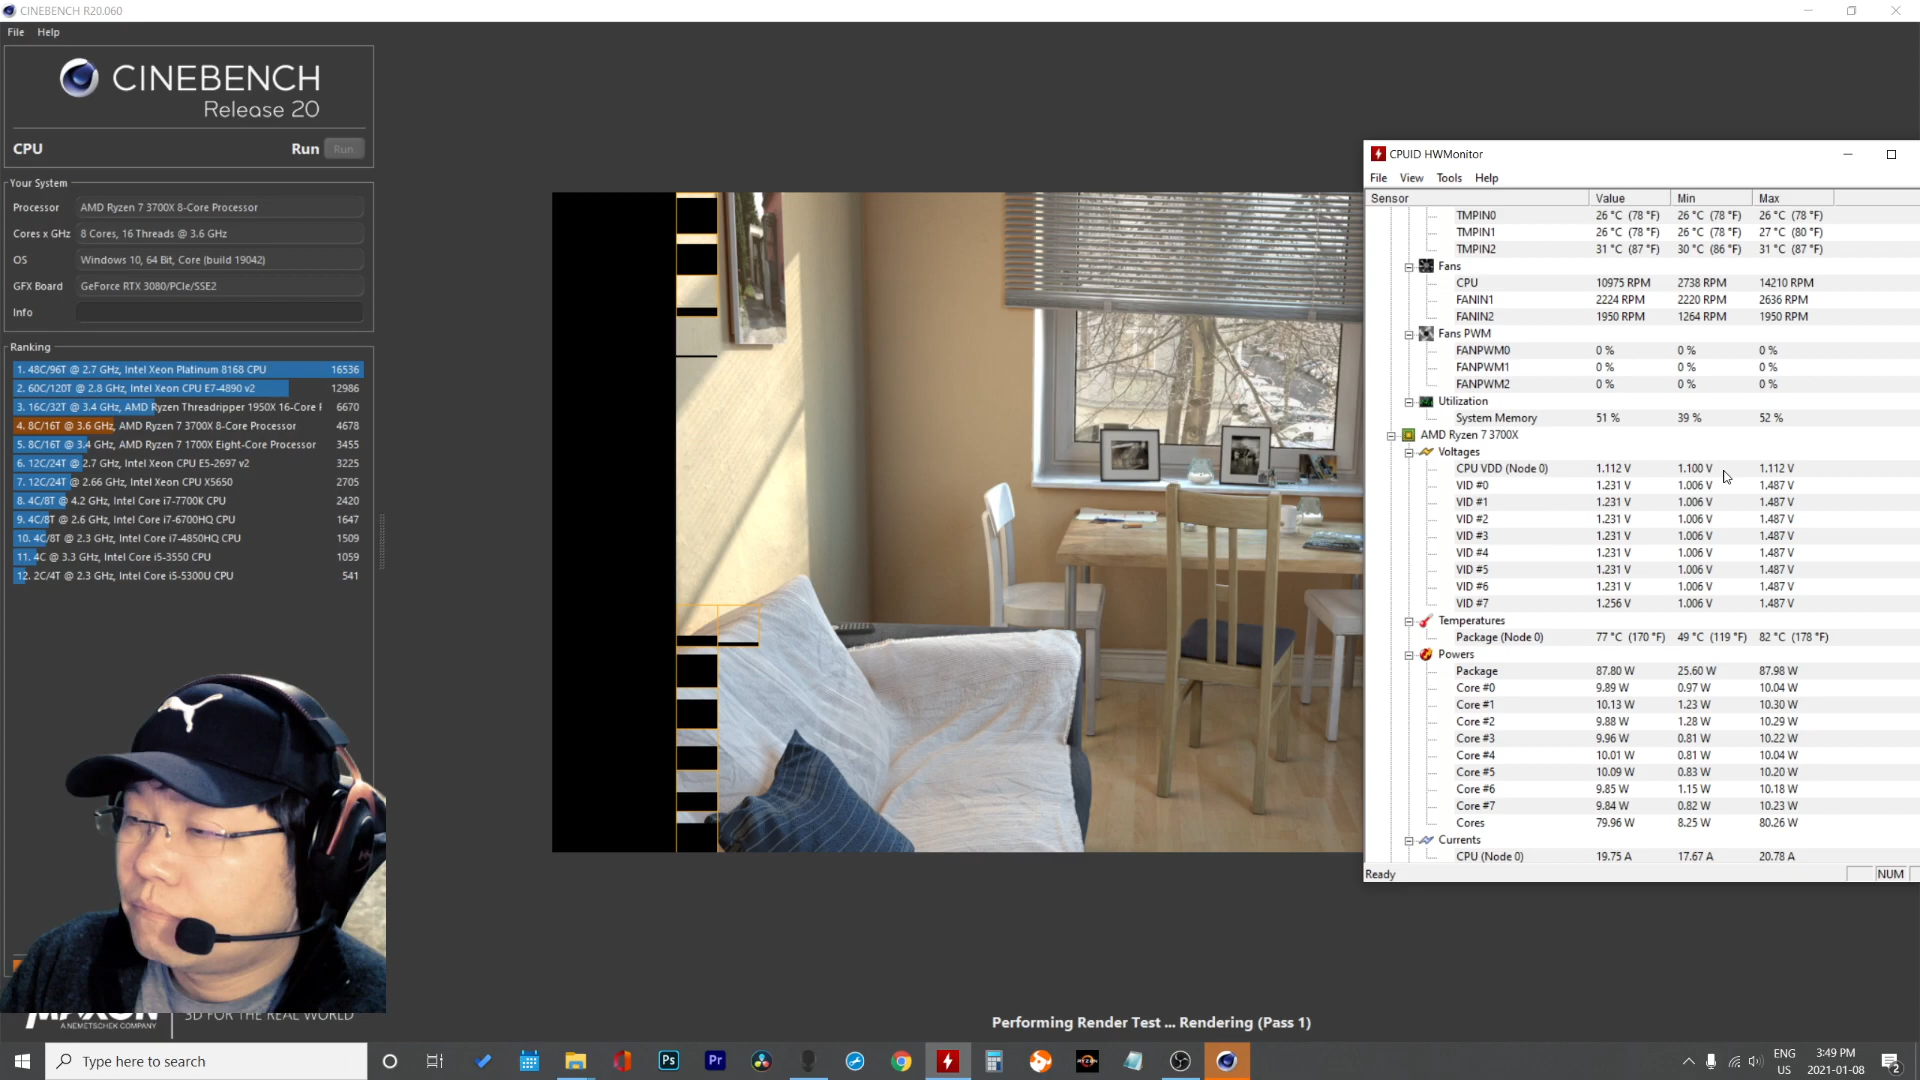 CINEBENCH R20.060
File Help
CINEBENCH
Release 20
CPU Run Run
Your System
Processor AMD Ryzen 7 3700X 8-Core Processor
Cores x GHz 8 Cores, 16 Threads @ 3.6 GHz
OS Windows 10, 64 Bit, Core (build 19042)
GFX Board GeForce RTX 3080/PCIe/SSE2
Info
Ranking
1. 48C/96T @ 2.7 GHz, Intel Xeon Platinum 8168 CPU 16536
2. 60C/120T @ 2.8 GHz, Intel Xeon CPU E7-4890 v2 12986
3. 16C/32T @ 3.4 GHz, AMD Ryzen Threadripper 1950X 16-Core 6670
4. 8C/16T @ 3.6 GHz, AMD Ryzen 7 3700X 8-Core Processor 4678
5. 8C/16T @ 3.4 GHz, AMD Ryzen 7 1700X Eight-Core Processor 3455
6. 12C/24T @ 2.7 GHz, Intel Xeon CPU E5-2697 v2 3225
7. 12C/24T @ 2.66 GHz, Intel Xeon CPU X5650 2705
8. 4C/8T @ 4.2 GHz, Intel Core i7-7700K CPU 2420
9. 4C/8T @ 2.6 GHz, Intel Core i7-6700HQ CPU 1647
10. 4C/8T @ 2.3 GHz, Intel Core i7-4850HQ CPU 1509
11. 4C @ 3.3 GHz, Intel Core i5-3550 CPU 1059
12. 2C/4T @ 2.3 GHz, Intel Core i5-5300U CPU 541
MAXON
A NEMETSCHEK COMPANY
3D FOR THE REAL WORLD
Performing Render Test ... Rendering (Pass 1)
CPUID HWMonitor
File View Tools Help
Sensor Value Min Max
TMPIN0 26 °C (78 °F) 26 °C (78 °F) 26 °C (78 °F)
TMPIN1 26 °C (78 °F) 26 °C (78 °F) 27 °C (80 °F)
TMPIN2 31 °C (87 °F) 30 °C (86 °F) 31 °C (87 °F)
Fans
CPU 10975 RPM 2738 RPM 14210 RPM
FANIN1 2224 RPM 2220 RPM 2636 RPM
FANIN2 1950 RPM 1264 RPM 1950 RPM
Fans PWM
FANPWM0 0 % 0 % 0 %
FANPWM1 0 % 0 % 0 %
FANPWM2 0 % 0 % 0 %
Utilization
System Memory 51 % 39 % 52 %
AMD Ryzen 7 3700X
Voltages
CPU VDD (Node 0) 1.112 V 1.100 V 1.112 V
VID #0 1.231 V 1.006 V 1.487 V
VID #1 1.231 V 1.006 V 1.487 V
VID #2 1.231 V 1.006 V 1.487 V
VID #3 1.231 V 1.006 V 1.487 V
VID #4 1.231 V 1.006 V 1.487 V
VID #5 1.231 V 1.006 V 1.487 V
VID #6 1.231 V 1.006 V 1.487 V
VID #7 1.256 V 1.006 V 1.487 V
Temperatures
Package (Node 0) 77 °C (170 °F) 49 °C (119 °F) 82 °C (178 °F)
Powers
Package 87.80 W 25.60 W 87.98 W
Core #0 9.89 W 0.97 W 10.04 W
Core #1 10.13 W 1.23 W 10.30 W
Core #2 9.88 W 1.28 W 10.29 W
Core #3 9.96 W 0.81 W 10.22 W
Core #4 10.01 W 0.81 W 10.04 W
Core #5 10.09 W 0.83 W 10.20 W
Core #6 9.85 W 1.15 W 10.18 W
Core #7 9.84 W 0.82 W 10.23 W
Cores 79.96 W 8.25 W 80.26 W
Currents
CPU (Node 0) 19.75 A 17.67 A 20.78 A
Ready NUM
Type here to search
Ps
Pr
RYZEN
ENG
US
3:49 PM
2021-01-08
2